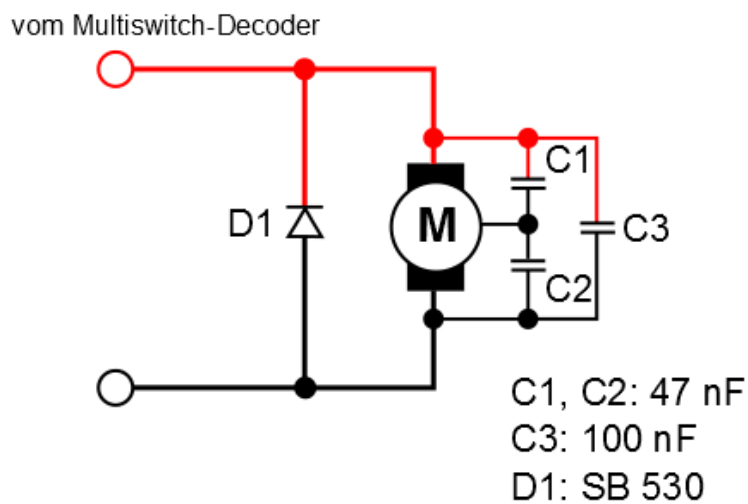 vom Multiswitch-Decoder
C1
D1
M
C3
C2
C1, C2: 47 nF
C3: 100 nF
D1: SB 530